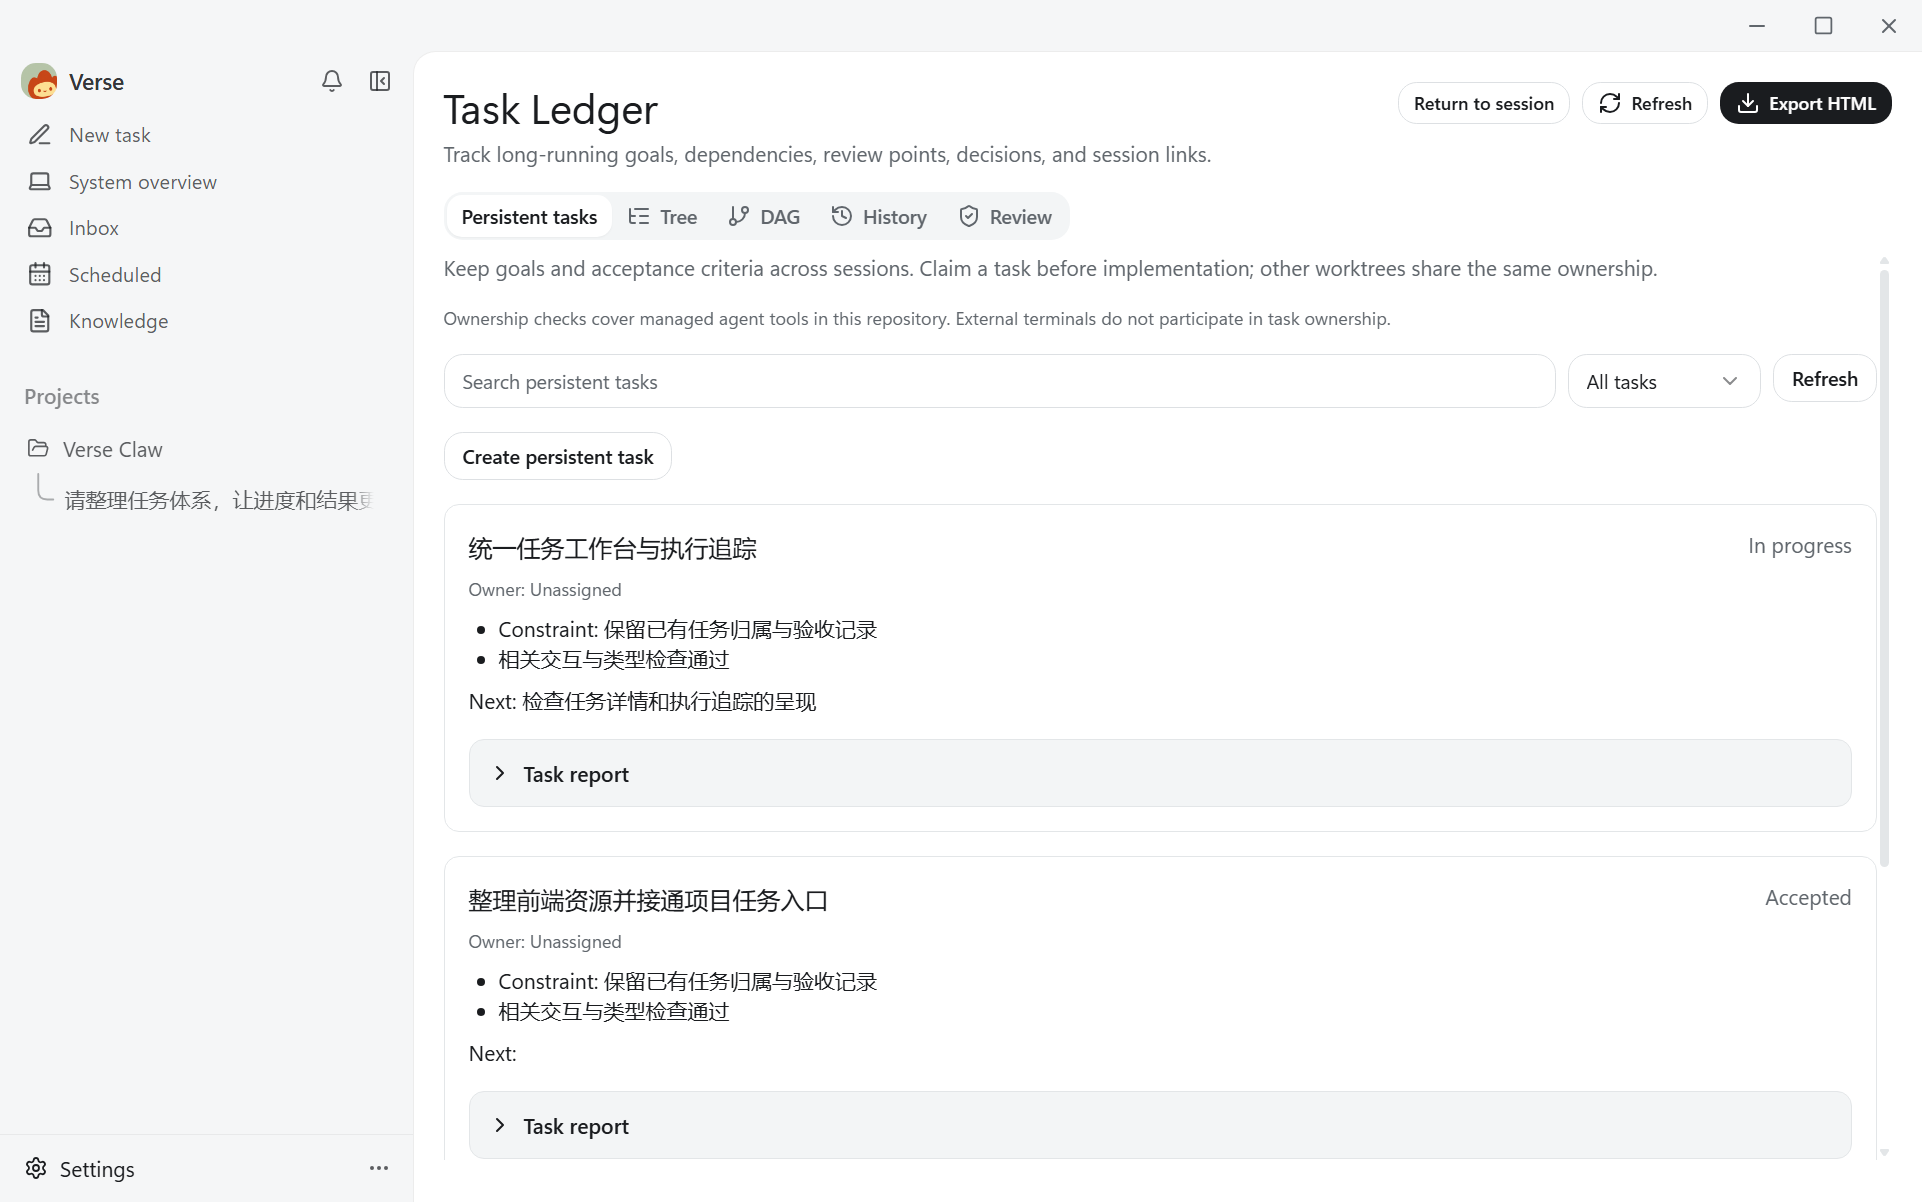 Verse
New task
System overview
Inbox
Scheduled
Knowledge
Projects
Verse Claw
请整理任务体系，让进度和结果
Settings
Task Ledger
Return to session
Refresh
Export HTML
Track long-running goals, dependencies, review points, decisions, and session links.
Persistent tasks
Tree
DAG
History
Review
Keep goals and acceptance criteria across sessions. Claim a task before implementation; other worktrees share the same ownership.
Ownership checks cover managed agent tools in this repository. External terminals do not participate in task ownership.
Search persistent tasks
All tasks
Refresh
Create persistent task
统一任务工作台与执行追踪
In progress
Owner: Unassigned
Constraint: 保留已有任务归属与验收记录
相关交互与类型检查通过
Next: 检查任务详情和执行追踪的呈现
Task report
整理前端资源并接通项目任务入口
Accepted
Owner: Unassigned
Constraint: 保留已有任务归属与验收记录
相关交互与类型检查通过
Next:
Task report